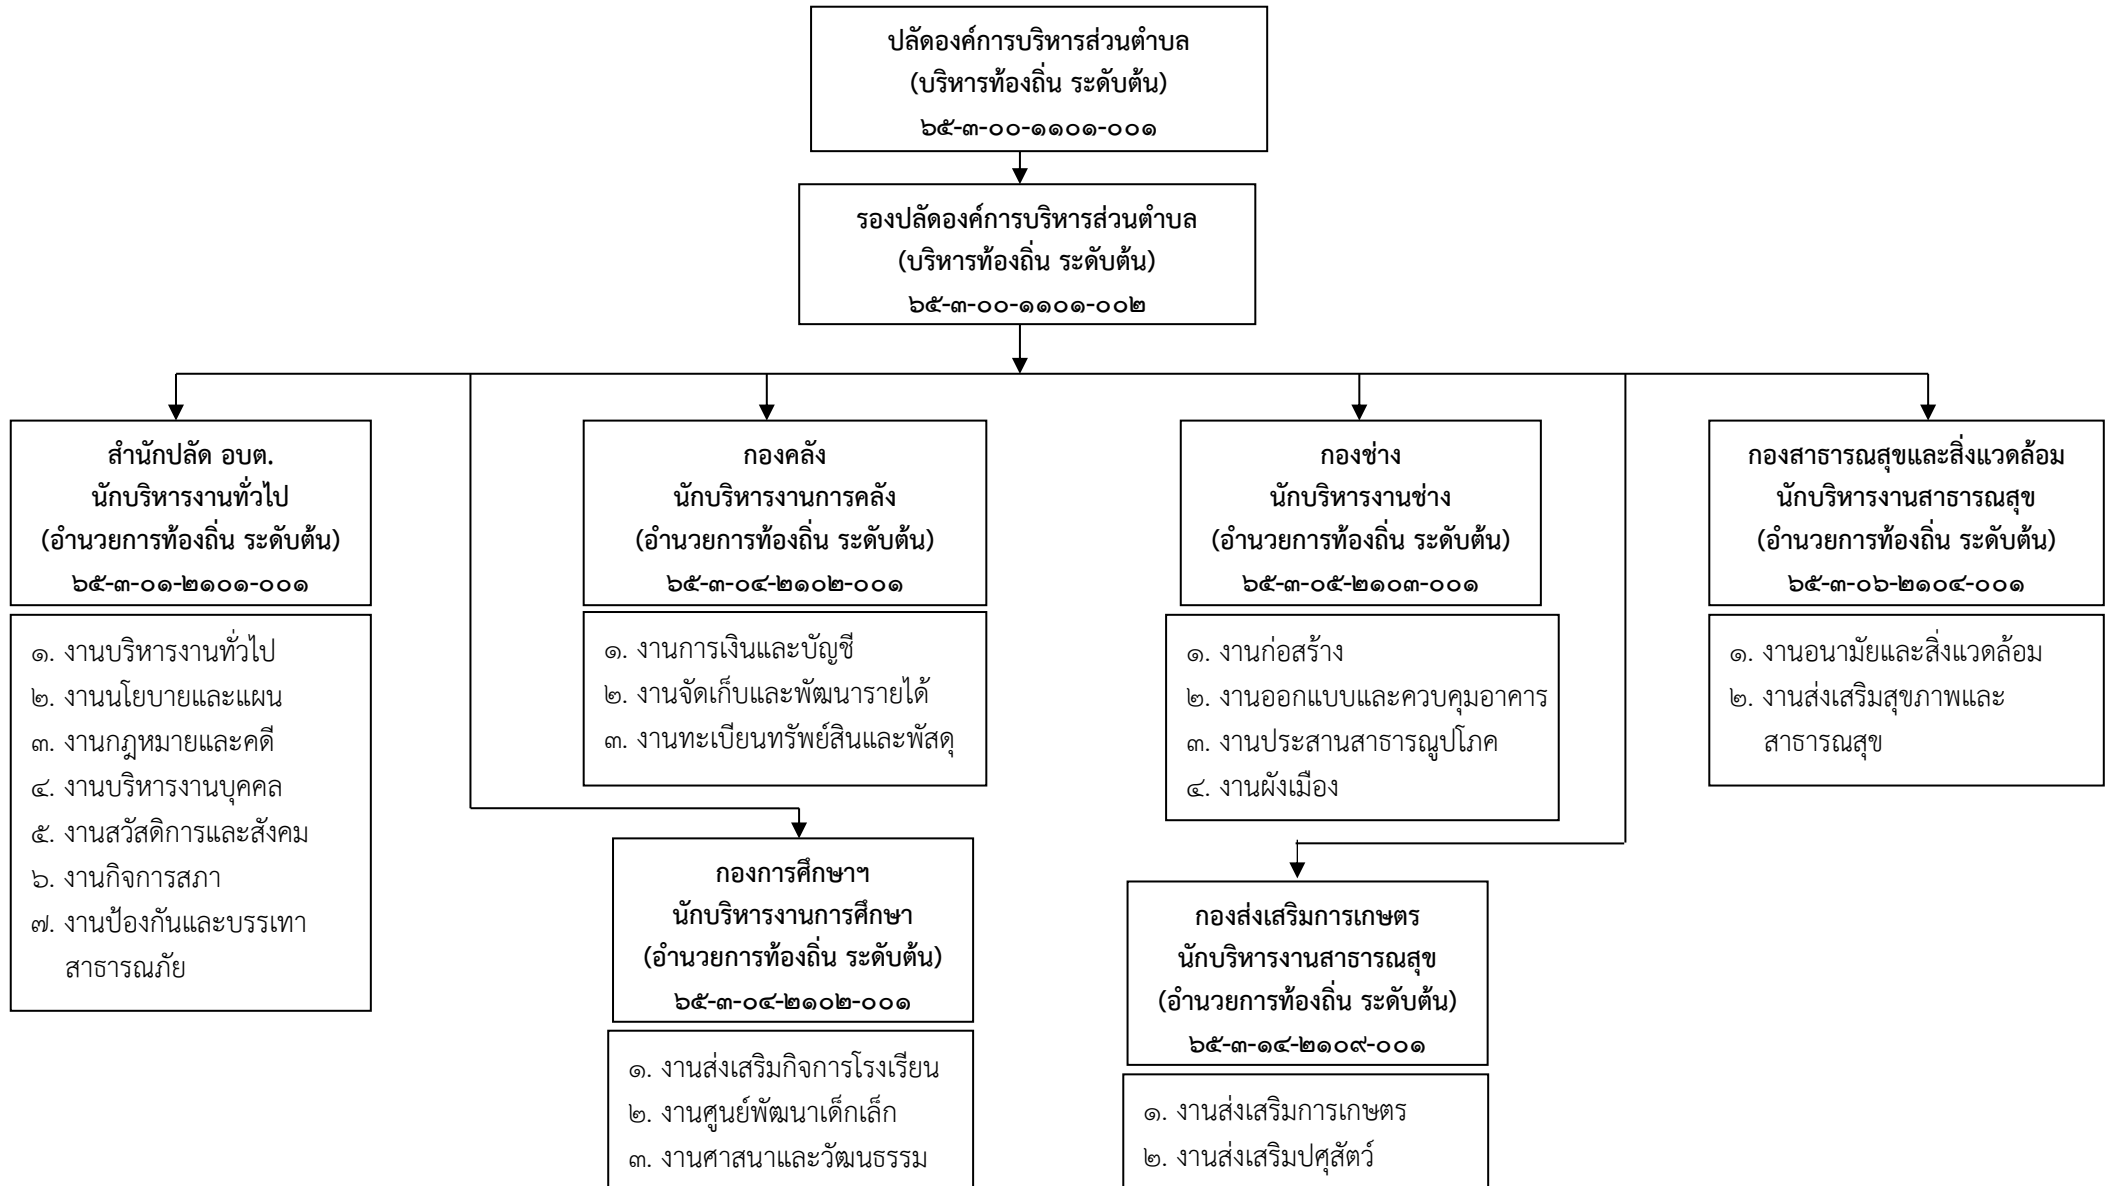 ปลัดองค์การบริหารส่วนตำบล
(บริหารท้องถิ่น ระดับต้น)
๖๕-๓-๐๐-๑๑๐๑-๐๐๑
รองปลัดองค์การบริหารส่วนตำบล
(บริหารท้องถิ่น ระดับต้น)
๖๕-๓-๐๐-๑๑๐๑-๐๐๒
สำนักปลัด อบต.
นักบริหารงานทั่วไป
(อำนวยการท้องถิ่น ระดับต้น)
๖๕-๓-๐๑-๒๑๐๑-๐๐๑
๑. งานบริหารงานทั่วไป
๒. งานนโยบายและแผน
๓. งานกฎหมายและคดี
๔. งานบริหารงานบุคคล
๕. งานสวัสดิการและสังคม
๖. งานกิจการสภา
๗. งานป้องกันและบรรเทา
สาธารณภัย
กองคลัง
นักบริหารงานการคลัง
(อำนวยการท้องถิ่น ระดับต้น)
๖๕-๓-๐๔-๒๑๐๒-๐๐๑
๑. งานการเงินและบัญชี
๒. งานจัดเก็บและพัฒนารายได้
๓. งานทะเบียนทรัพย์สินและพัสดุ
กองช่าง
นักบริหารงานช่าง
(อำนวยการท้องถิ่น ระดับต้น)
๖๕-๓-๐๕-๒๑๐๓-๐๐๑
๑. งานก่อสร้าง
๒. งานออกแบบและควบคุมอาคาร
๓. งานประสานสาธารณูปโภค
๔. งานผังเมือง
กองสาธารณสุขและสิ่งแวดล้อม
นักบริหารงานสาธารณสุข
(อำนวยการท้องถิ่น ระดับต้น)
๖๕-๓-๐๖-๒๑๐๔-๐๐๑
๑. งานอนามัยและสิ่งแวดล้อม
๒. งานส่งเสริมสุขภาพและ
สาธารณสุข
กองการศึกษาฯ
นักบริหารงานการศึกษา
(อำนวยการท้องถิ่น ระดับต้น)
๖๕-๓-๐๔-๒๑๐๒-๐๐๑
๑. งานส่งเสริมกิจการโรงเรียน
๒. งานศูนย์พัฒนาเด็กเล็ก
๓. งานศาสนาและวัฒนธรรม
กองส่งเสริมการเกษตร
นักบริหารงานสาธารณสุข
(อำนวยการท้องถิ่น ระดับต้น)
๖๕-๓-๑๔-๒๑๐๙-๐๐๑
๑. งานส่งเสริมการเกษตร
๒. งานส่งเสริมปศุสัตว์